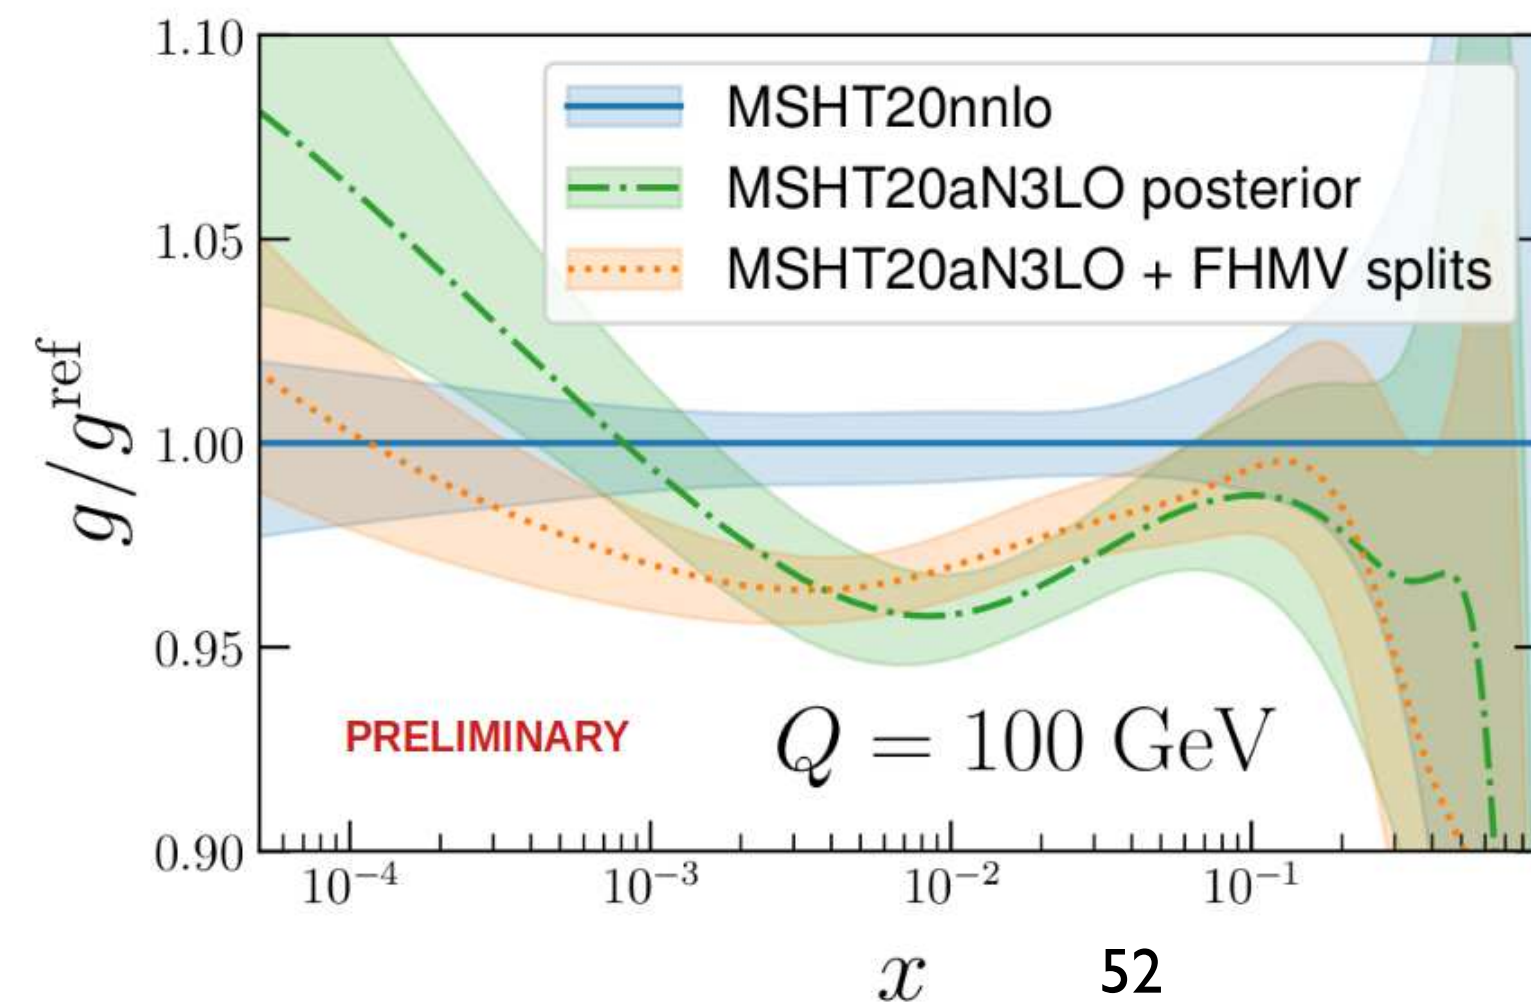 1.10
MSHT20nnlo
MSHT20aN3LO posterior
1.05
MSHT20aN3LO + FHMV splits
g/g^ref
1.00
0.95
PRELIMINARY
Q = 100 GeV
0.90
10⁻⁴ 10⁻³ 10⁻² 10⁻¹
x
52